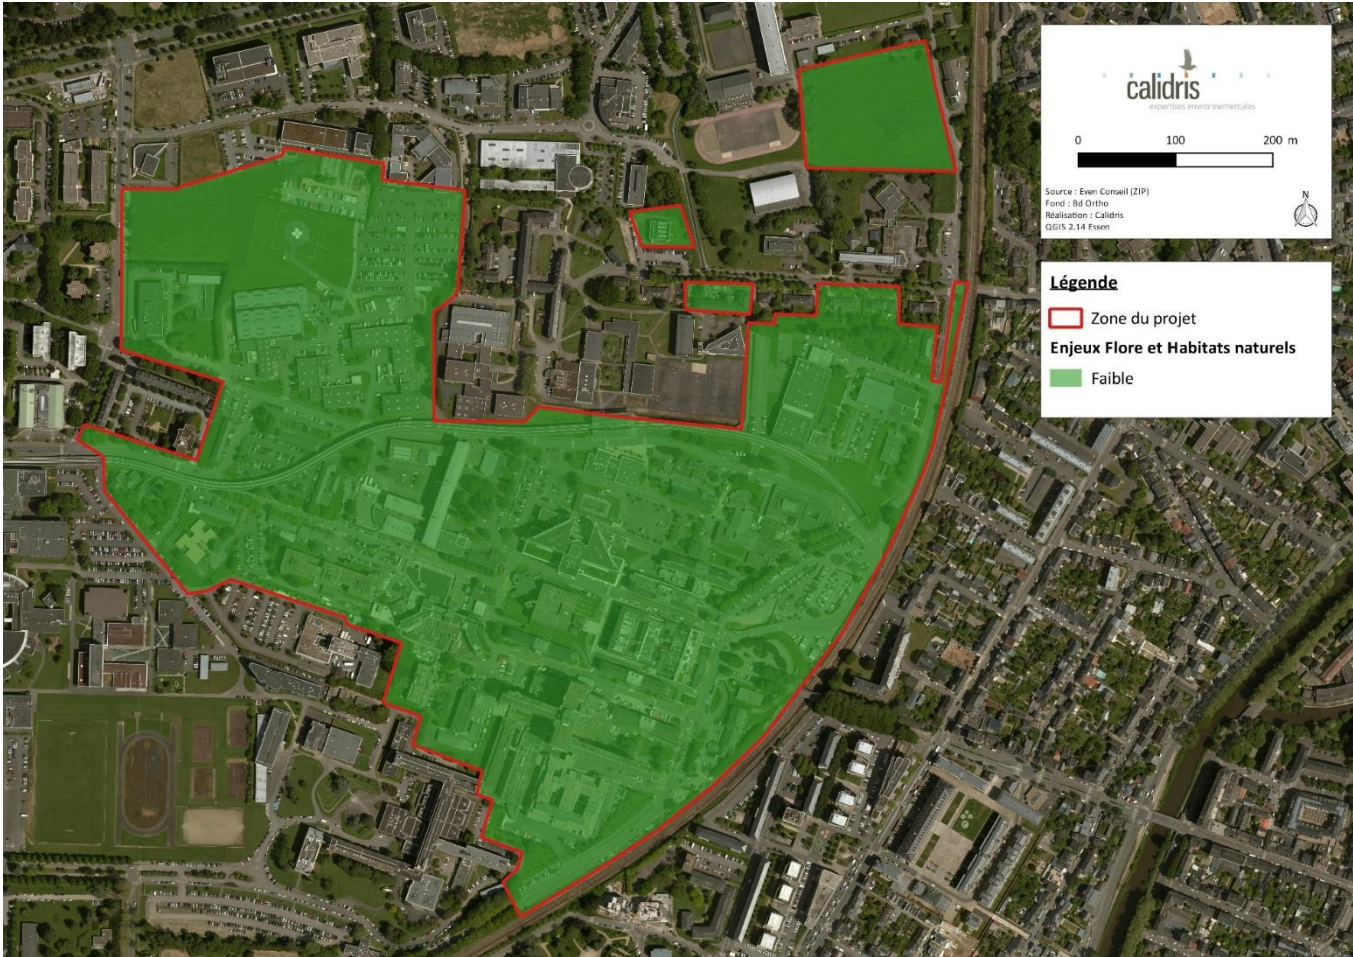 calidris
expertises environnementales
0 100 200 m
Source : Even Conseil (ZIP)
Fond : Bd Ortho
Réalisation : Calidris
QGIS 2.14 Essen
N
Légende
Zone du projet
Enjeux Flore et Habitats naturels
Faible